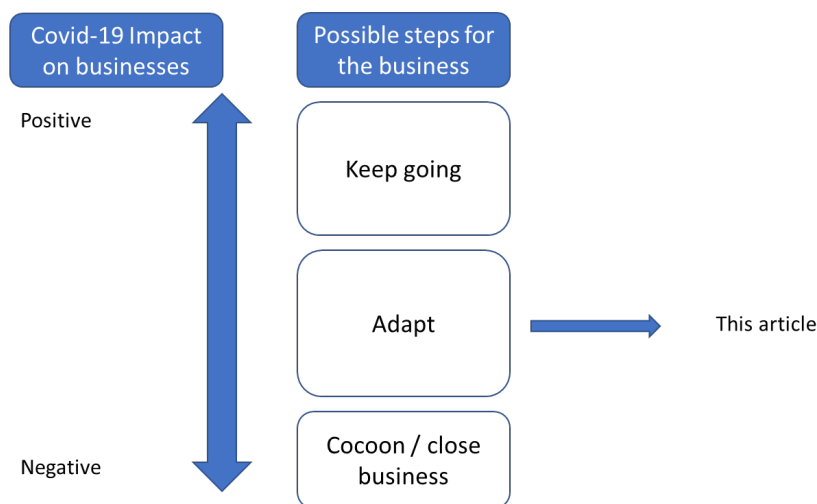 Covid-19 Impact
on businesses
Possible steps for
the business
Positive
Keep going
Adapt
This article
Negative
Cocoon / close
business